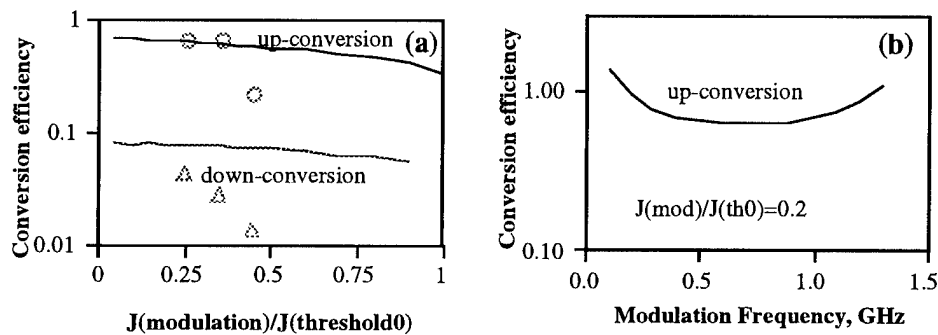 Conversion efficiency
1
0.1
0.01
up-conversion
(a)
down-conversion
0
0.25
0.5
0.75
1
J(modulation)/J(threshold0)
Conversion efficiency
1.00
0.10
(b)
up-conversion
J(mod)/J(th0)=0.2
0.0
0.5
1.0
1.5
Modulation Frequency, GHz